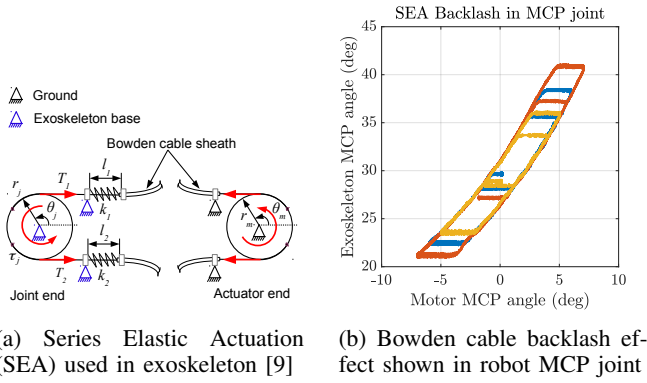 Ground
Exoskeleton base
Bowden cable sheath
l_1
T_1
r_j
θ_j
k_1
r_m
θ_m
l_2
τ_j
T_2
k_2
Joint end
Actuator end
(a) Series Elastic Actuation
(SEA) used in exoskeleton [9]
SEA Backlash in MCP joint
Exoskeleton MCP angle (deg)
45
40
35
30
25
20
-10 -5 0 5 10
Motor MCP angle (deg)
(b) Bowden cable backlash ef-
fect shown in robot MCP joint